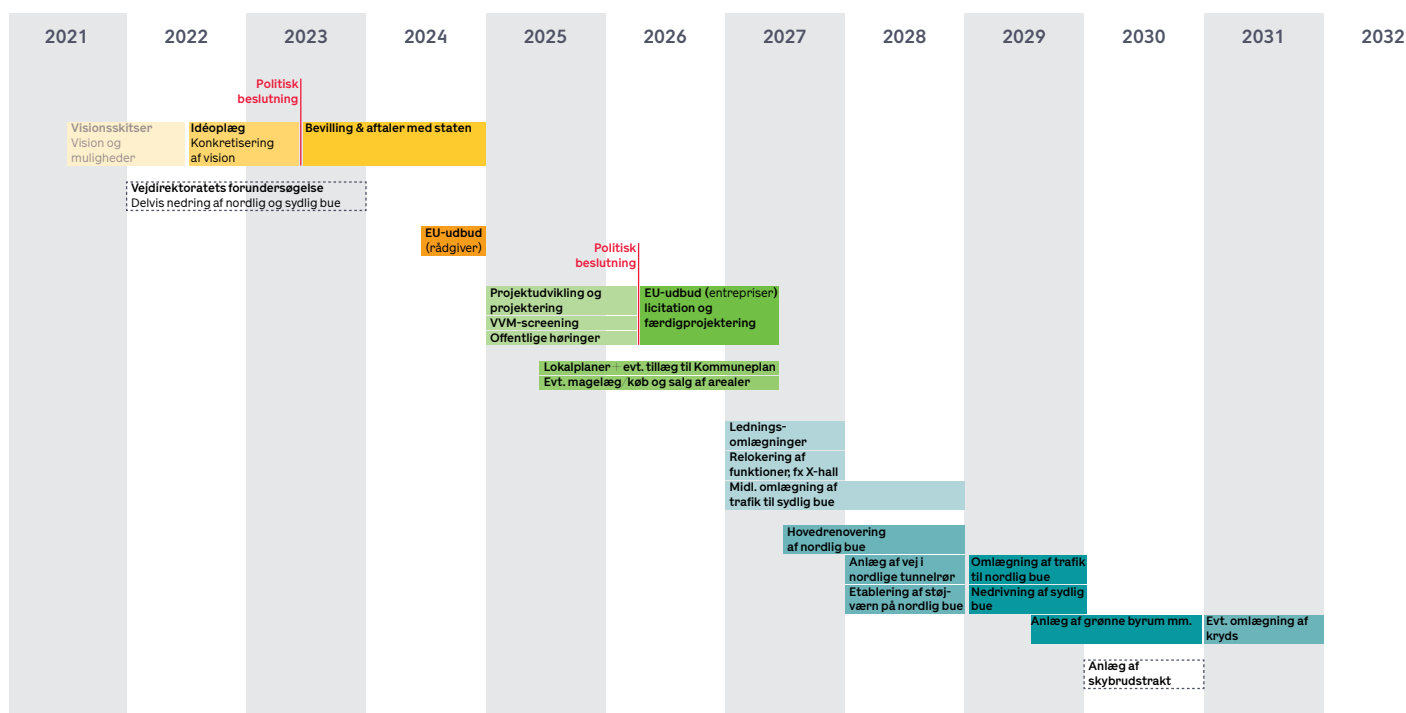 2021 2022 2023 2024 2025 2026 2027 2028 2029 2030 2031 2032
Politisk
beslutning
Visionsskitser
Vision og
muligheder
Idéoplæg
Konkretisering
af vision
Bevilling & aftaler med staten
Vejdirektoratets forundersøgelse
Delvis nedring af nordlig og sydlig bue
EU-udbud
(rådgiver)
Politisk
beslutning
Projektudvikling og
projektering
VVM-screening
Offentlige høringer
EU-udbud (entrepriser)
licitation og
færdigprojektering
Lokalplaner + evt. tillæg til Kommuneplan
Evt. magelæg/køb og salg af arealer
Lednings-
omlægninger
Relokering af
funktioner, fx X-hall
Midl. omlægning af
trafik til sydlig bue
Hovedrenovering
af nordlig bue
Anlæg af vej i
nordlige tunnelrør
Omlægning af trafik
til nordlig bue
Etablering af støj-
værn på nordlig bue
Nedrivning af sydlig
bue
Anlæg af grønne byrum mm.
Evt. omlægning af
kryds
Anlæg af
skybrudstrakt